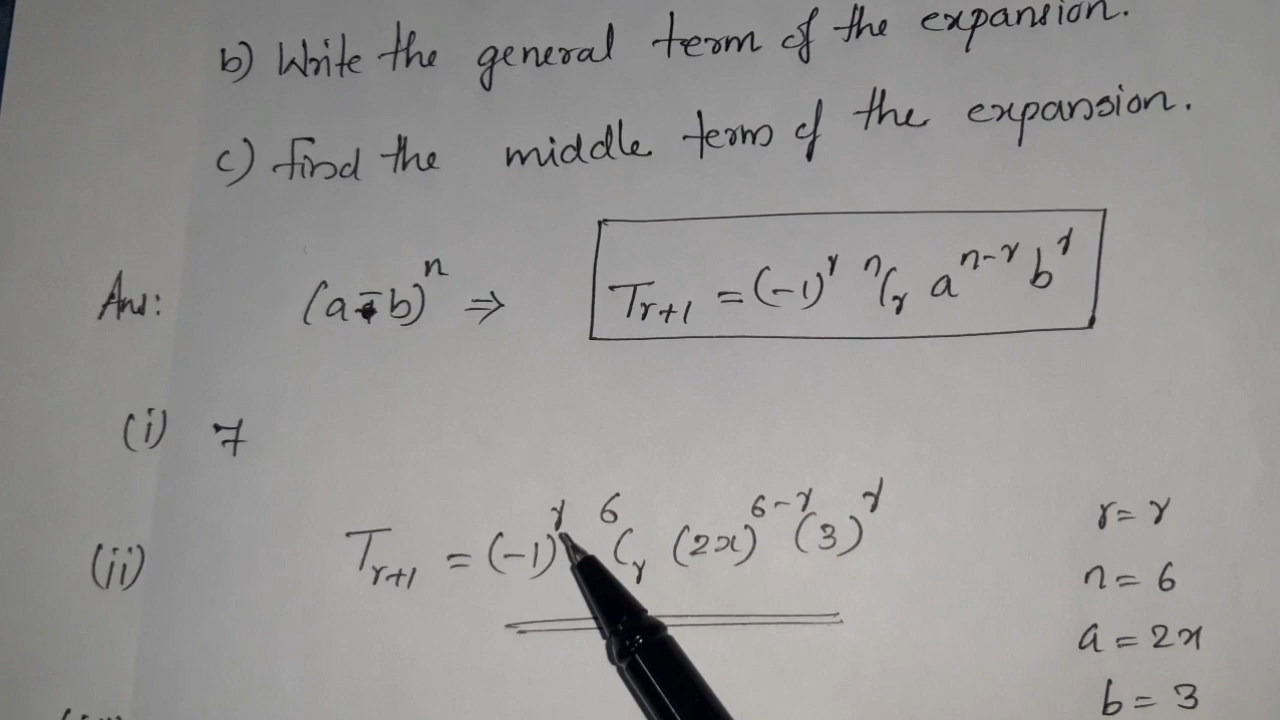 b) Write the general term of the expansion.
c) find the middle term of the expansion.
Ans: (a-b)^n ⇒ T_{r+1} = (-1)^r ^nC_r a^{n-r} b^r
(i) 7
(ii) T_{r+1} = (-1)^r ^6C_r (2x)^{6-r} (3)^r
r = r
n = 6
a = 2x
b = 3